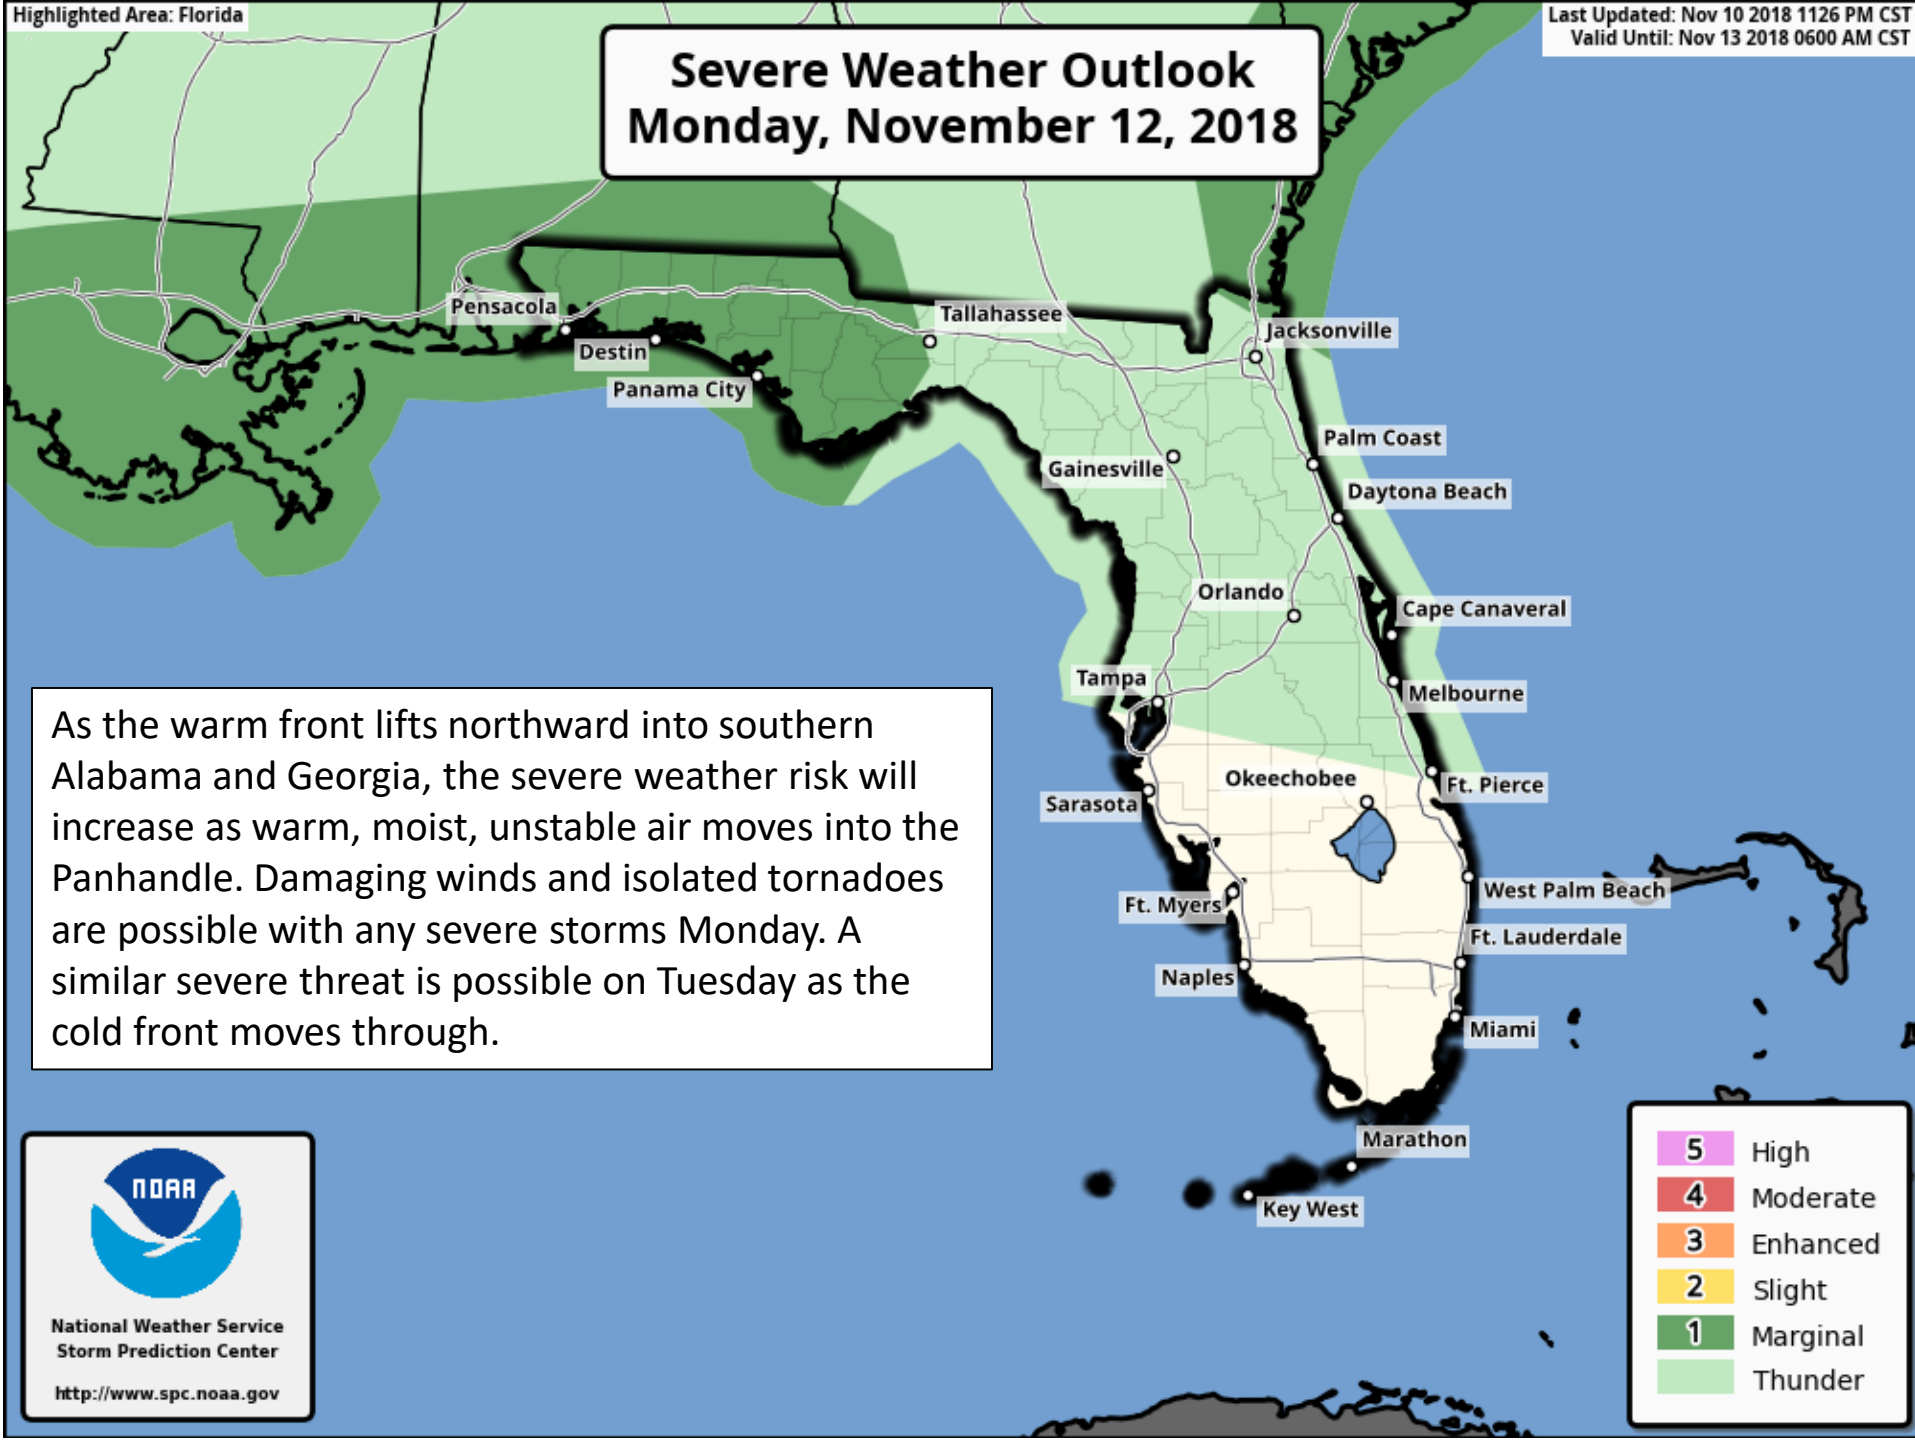 Highlighted Area: Florida
Last Updated: Nov 10 2018 1126 PM CST
Valid Until: Nov 13 2018 0600 AM CST
Severe Weather Outlook
Monday, November 12, 2018
Pensacola
Destin
Panama City
Tallahassee
Jacksonville
Palm Coast
Gainesville
Daytona Beach
Orlando
Cape Canaveral
Tampa
Melbourne
Okeechobee
Ft. Pierce
Sarasota
West Palm Beach
Ft. Myers
Ft. Lauderdale
Naples
Miami
Marathon
Key West
As the warm front lifts northward into southern
Alabama and Georgia, the severe weather risk will
increase as warm, moist, unstable air moves into the
Panhandle. Damaging winds and isolated tornadoes
are possible with any severe storms Monday. A
similar severe threat is possible on Tuesday as the
cold front moves through.
NOAA
National Weather Service
Storm Prediction Center
http://www.spc.noaa.gov
5 High
4 Moderate
3 Enhanced
2 Slight
1 Marginal
Thunder